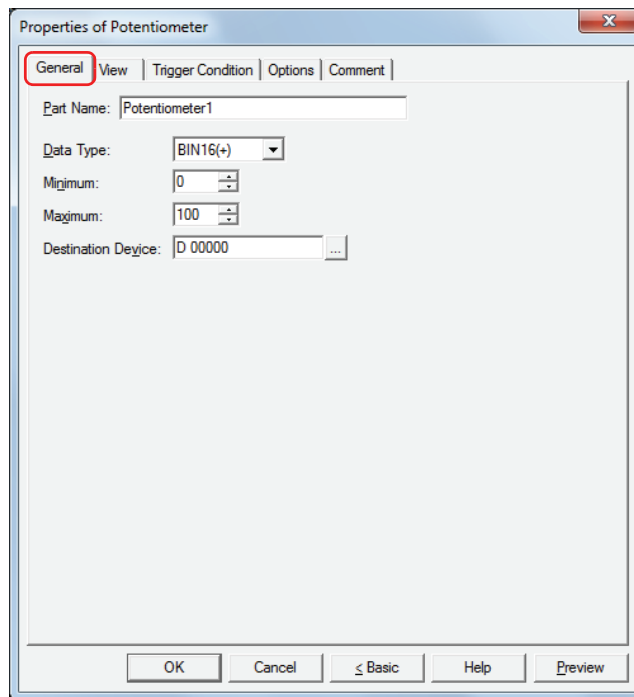 Properties of Potentiometer
General View Trigger Condition Options Comment
Part Name: Potentiometer1
Data Type: BIN16(+)
Minimum: 0
Maximum: 100
Destination Device: D 00000 ...
OK Cancel < Basic Help Preview